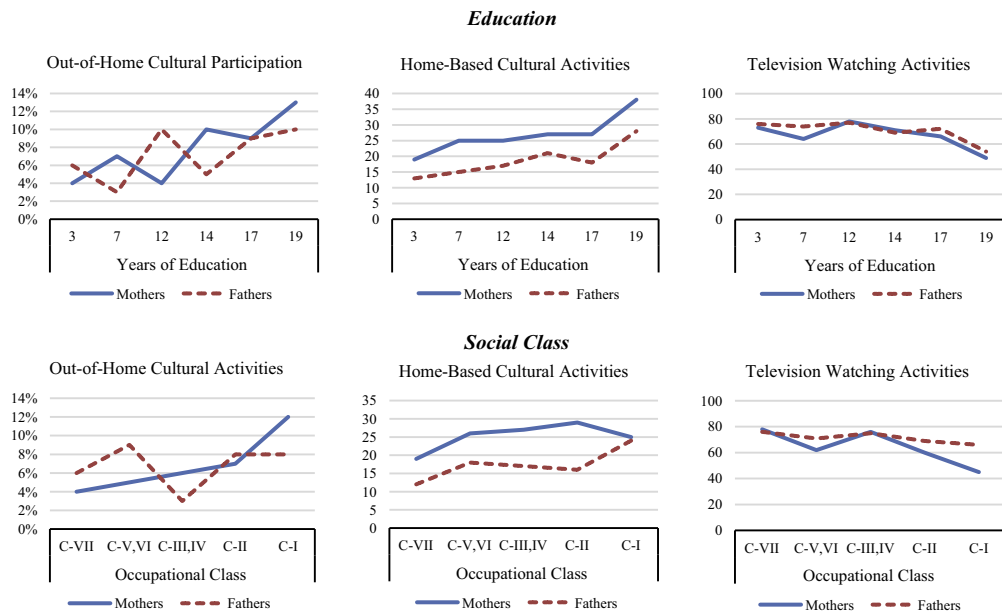 Education
Out-of-Home Cultural Participation
14%
12%
10%
8%
6%
4%
2%
0%
3 7 12 14 17 19
Years of Education
Mothers Fathers
Home-Based Cultural Activities
40
35
30
25
20
15
10
5
0
3 7 12 14 17 19
Years of Education
Mothers Fathers
Television Watching Activities
100
80
60
40
20
0
3 7 12 14 17 19
Years of Education
Mothers Fathers
Social Class
Out-of-Home Cultural Activities
14%
12%
10%
8%
6%
4%
2%
0%
C-VII C-V,VI C-III,IV C-II C-I
Occupational Class
Mothers Fathers
Home-Based Cultural Activities
35
30
25
20
15
10
5
0
C-VII C-V,VI C-III,IV C-II C-I
Occupational Class
Mothers Fathers
Television Watching Activities
100
80
60
40
20
0
C-VII C-V,VI C-III,IV C-II C-I
Occupational Class
Mothers Fathers